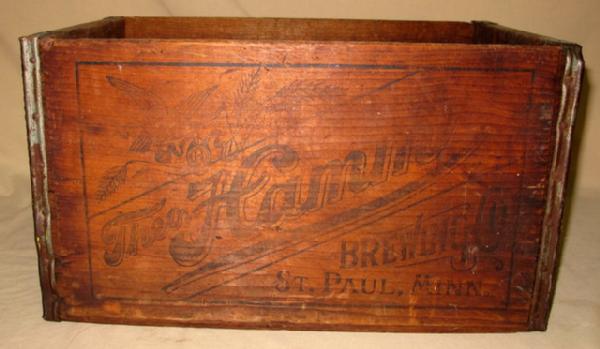 Theo. Hamm
BREWING Co.
ST. PAUL, MINN.